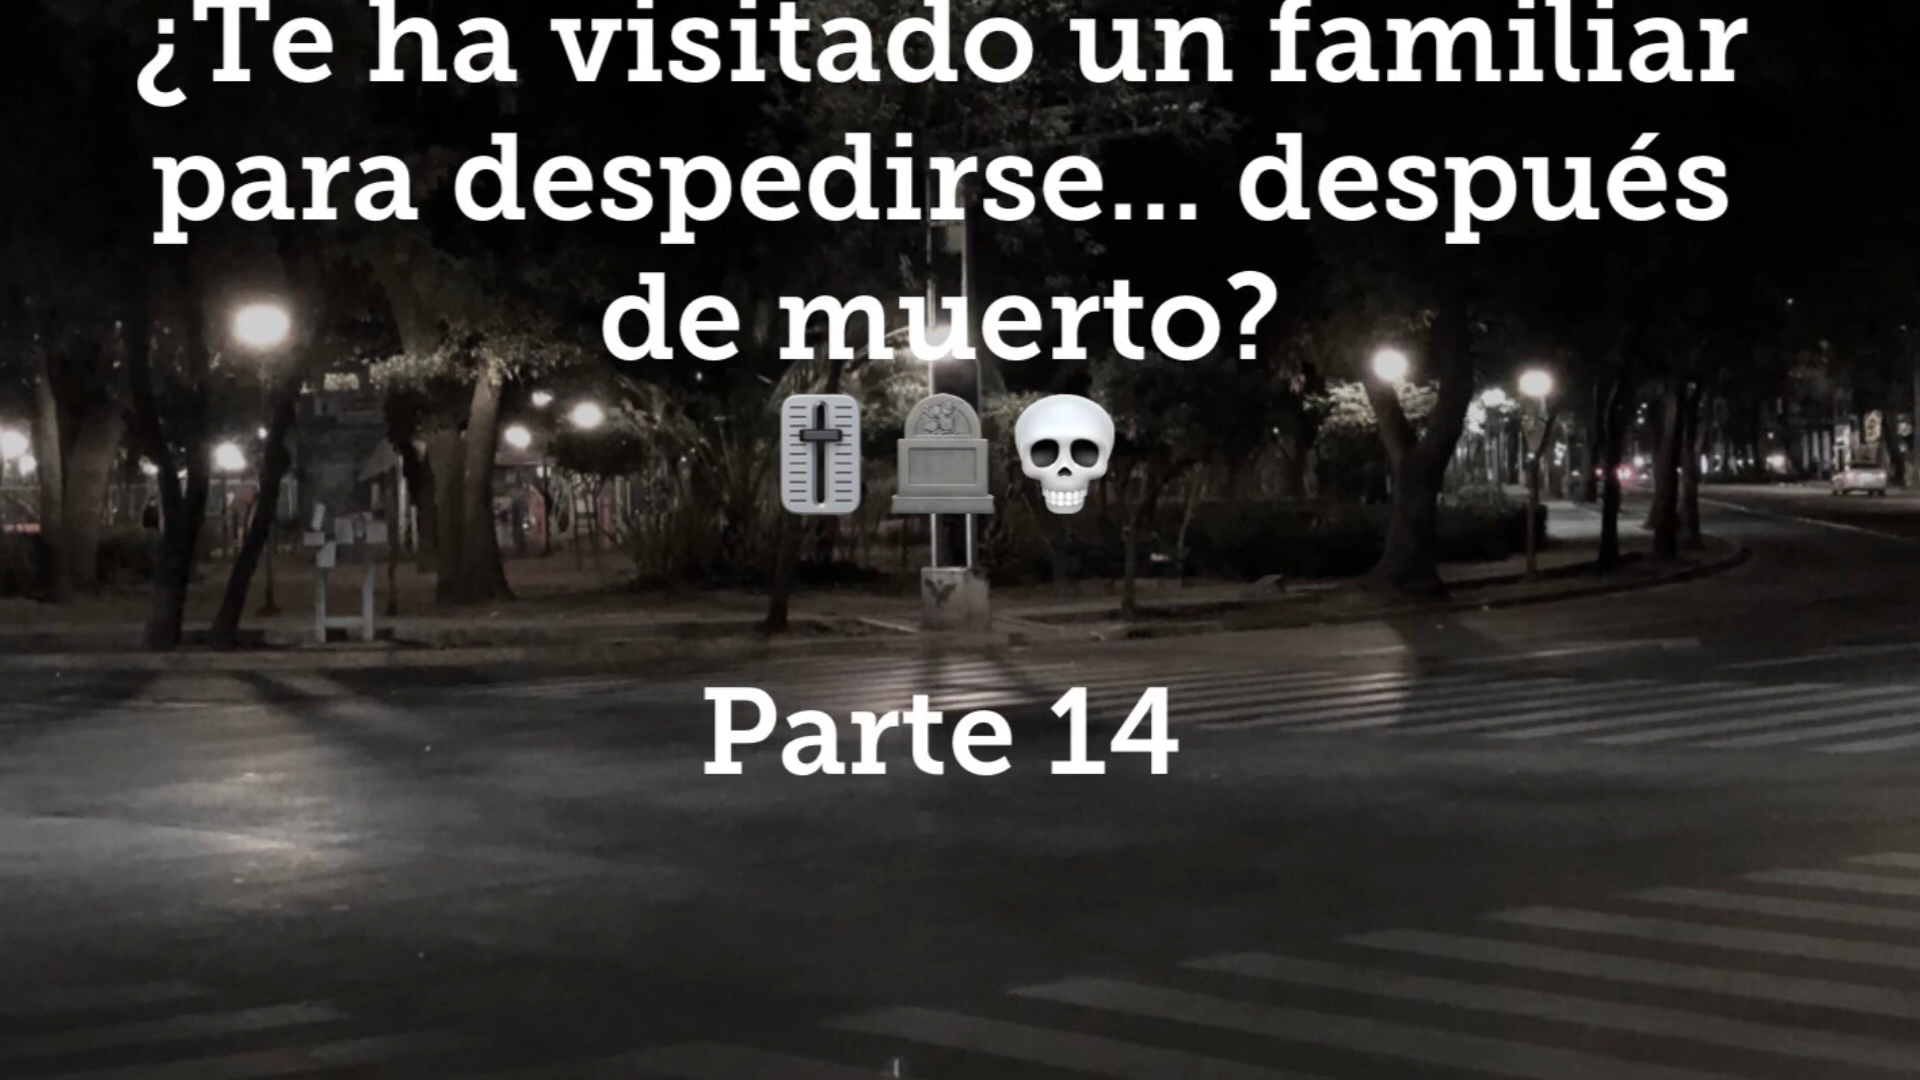 ¿Te ha visitado un familiar
para despedirse... después
de muerto?
🎚️🪦💀
Parte 14